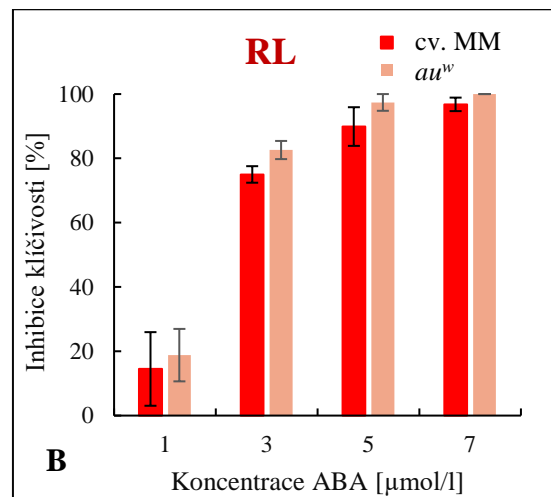 RL
cv. MM
au^w
Inhibice klíčivosti [%]
100
80
60
40
20
0
1 3 5 7
B
Koncentrace ABA [µmol/l]